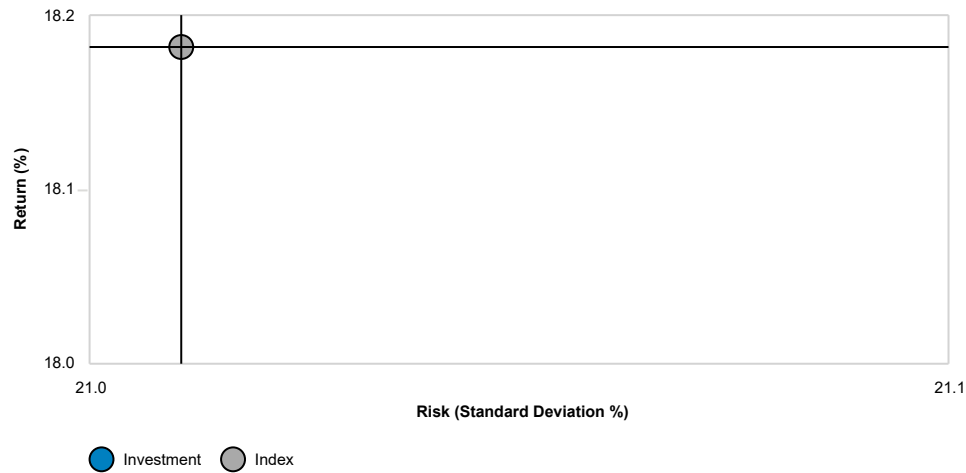 18.2
Return (%)
18.1
18.0
21.0
21.1
Risk (Standard Deviation %)
Investment
Index